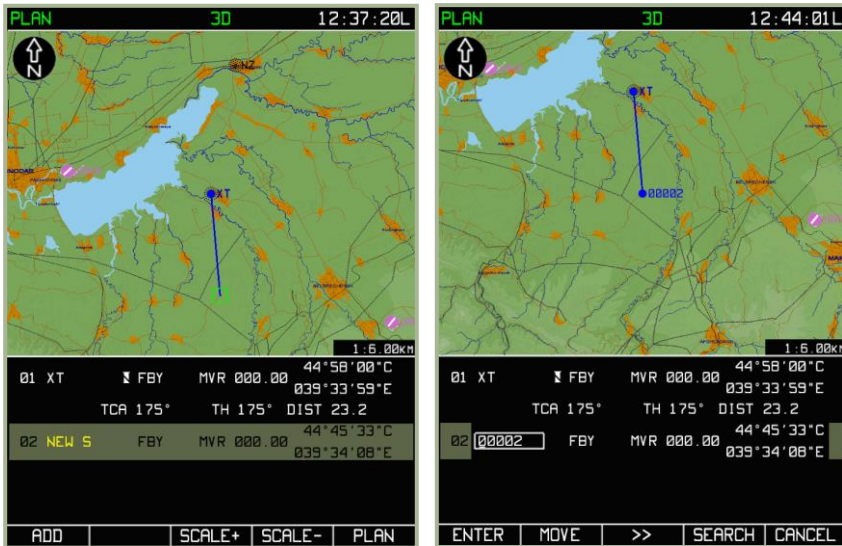 PLAN 3D 12:37:20L
N
NZ
XT
1:6.00КМ
01 XT FBY MVR 000.00 44°58'00"С
039°33'59"E
TCA 175° TH 175° DIST 23.2
02 NEW S FBY MVR 000.00 44°45'33"С
039°34'08"E
ADD SCALE+ SCALE- PLAN
PLAN 3D 12:44:01L
N
XT
00002
1:6.00КМ
01 XT FBY MVR 000.00 44°58'00"С
039°33'59"E
TCA 175° TH 175° DIST 23.2
02 00002 FBY MVR 000.00 44°45'33"С
039°34'08"E
ENTER MOVE >> SEARCH CANCEL